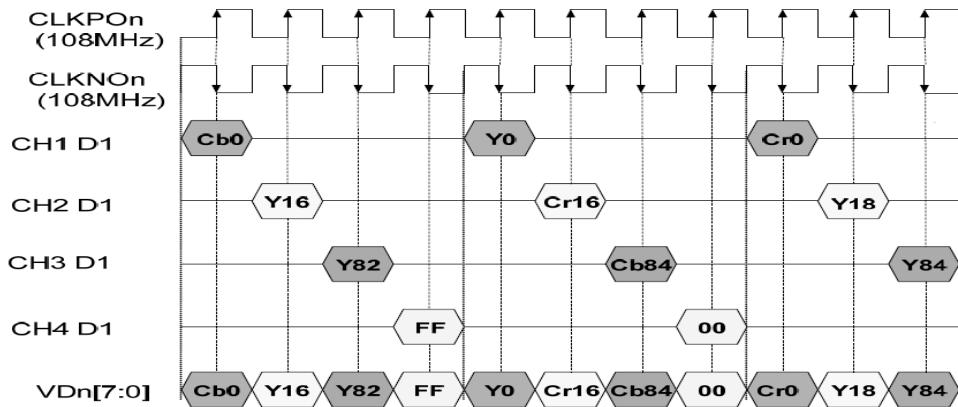 CLKPOn
(108MHz)
CLKNOn
(108MHz)
CH1 D1 Cb0 Y0 Cr0
CH2 D1 Y16 Cr16 Y18
CH3 D1 Y82 Cb84 Y84
CH4 D1 FF 00
VDn[7:0] Cb0 Y16 Y82 FF Y0 Cr16 Cb84 00 Cr0 Y18 Y84